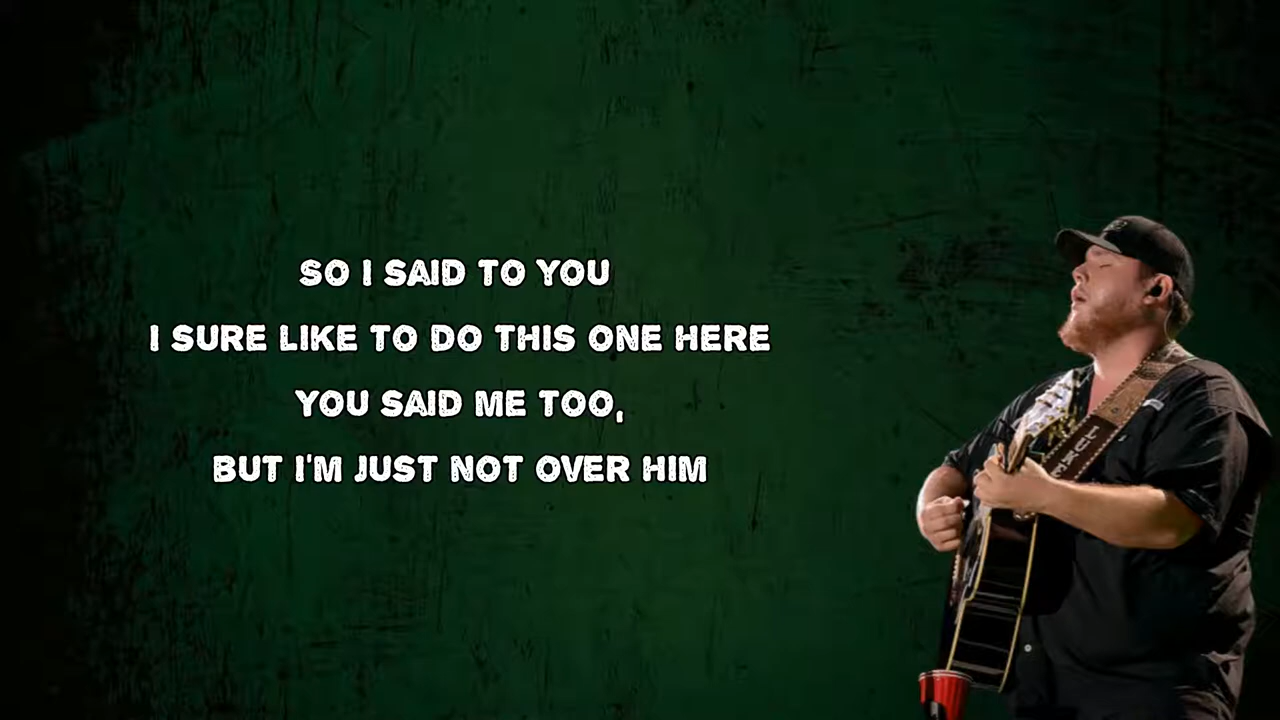 SO I SAID TO YOU
I SURE LIKE TO DO THIS ONE HERE
YOU SAID ME TOO,
BUT I'M JUST NOT OVER HIM
LUKE